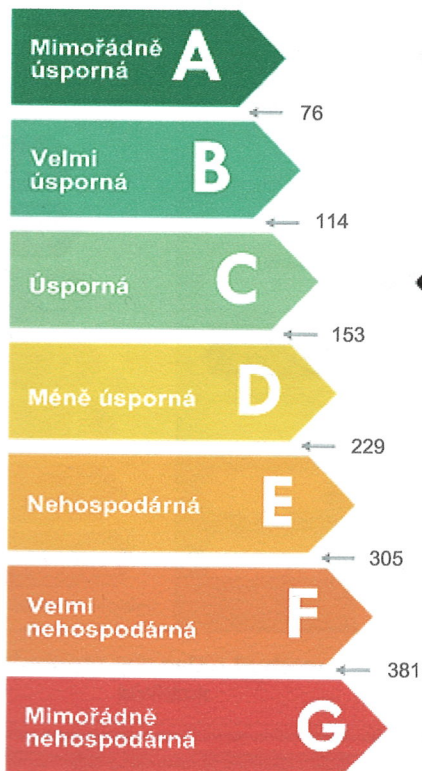 Mimořádně
úsporná
A
76
Velmi
úsporná
B
114
Úsporná
C
153
Méně úsporná
D
229
Nehospodárná
E
305
Velmi
nehospodárná
F
381
Mimořádně
nehospodárná
G